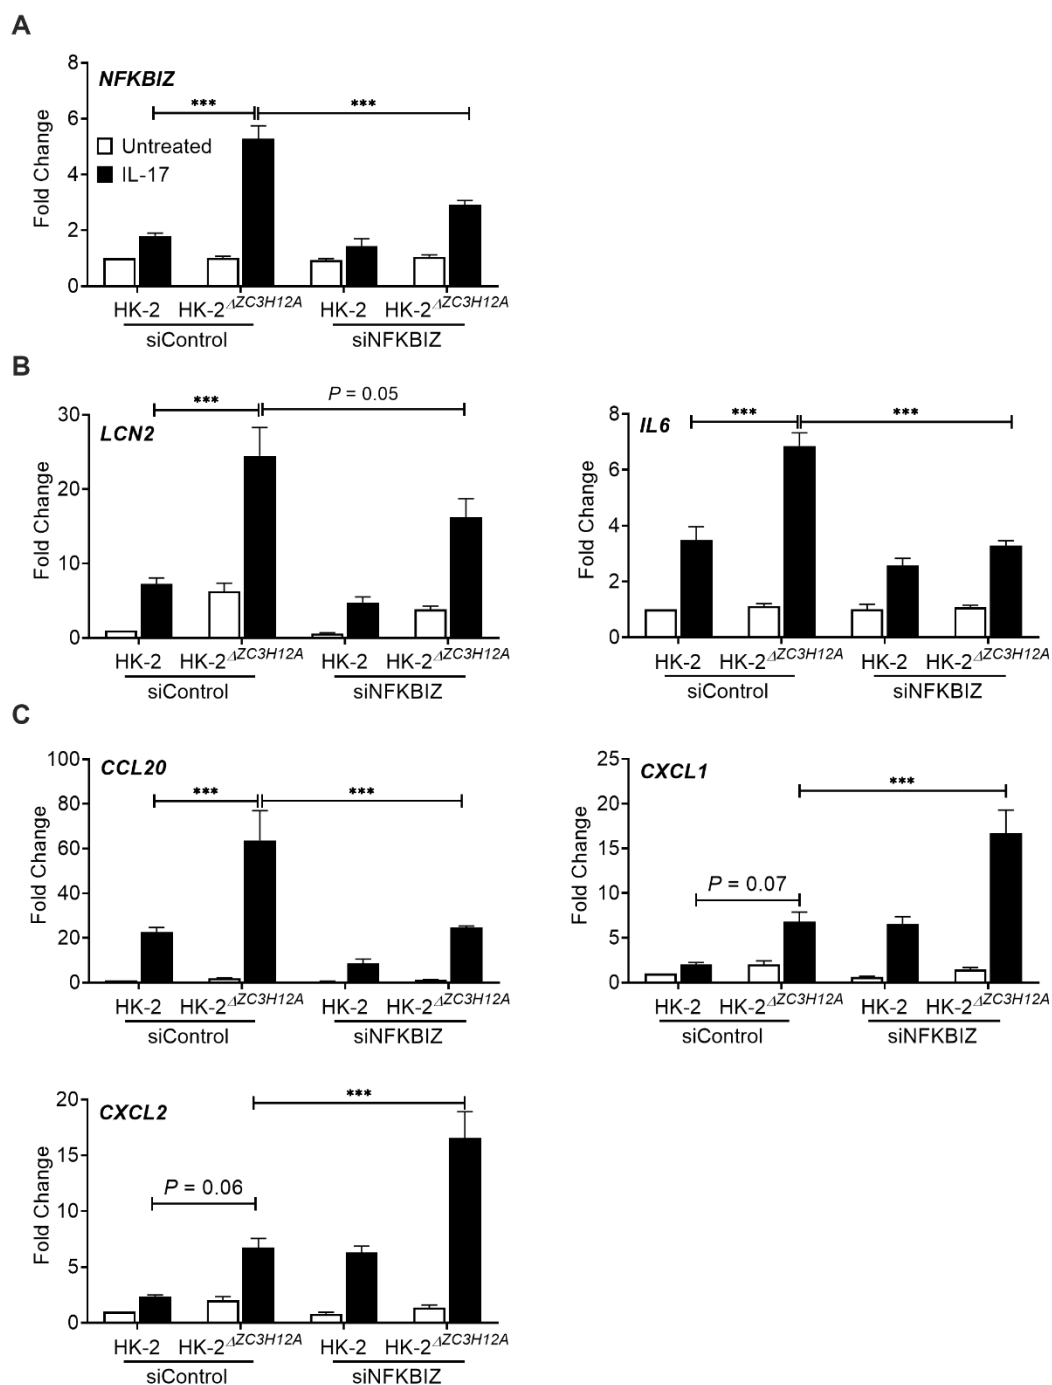 A
NFKBIZ
Fold Change
8
6
4
2
0
*** ***
Untreated
IL-17
HK-2 HK-2ΔZC3H12A HK-2 HK-2ΔZC3H12A
siControl siNFKBIZ
B
LCN2
Fold Change
30
20
10
0
*** P = 0.05
HK-2 HK-2ΔZC3H12A HK-2 HK-2ΔZC3H12A
siControl siNFKBIZ
IL6
Fold Change
8
6
4
2
0
*** ***
HK-2 HK-2ΔZC3H12A HK-2 HK-2ΔZC3H12A
siControl siNFKBIZ
C
CCL20
Fold Change
100
80
60
40
20
0
*** ***
HK-2 HK-2ΔZC3H12A HK-2 HK-2ΔZC3H12A
siControl siNFKBIZ
CXCL1
Fold Change
25
20
15
10
5
0
***
P = 0.07
HK-2 HK-2ΔZC3H12A HK-2 HK-2ΔZC3H12A
siControl siNFKBIZ
CXCL2
Fold Change
20
15
10
5
0
***
P = 0.06
HK-2 HK-2ΔZC3H12A HK-2 HK-2ΔZC3H12A
siControl siNFKBIZ